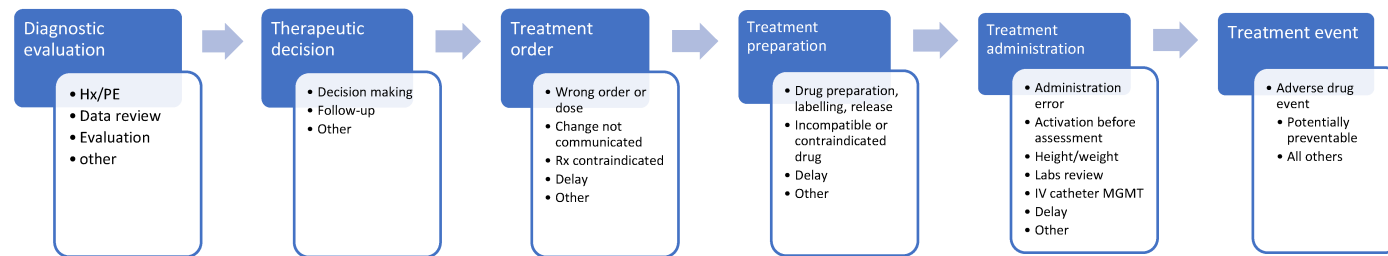 Diagnostic
evaluation
• Hx/PE
• Data review
• Evaluation
• other
Therapeutic
decision
• Decision making
• Follow-up
• Other
Treatment
order
• Wrong order or
dose
• Change not
communicated
• Rx contraindicated
• Delay
• Other
Treatment
preparation
• Drug preparation,
labelling, release
• Incompatible or
contraindicated
drug
• Delay
• Other
Treatment
administration
• Administration
error
• Activation before
assessment
• Height/weight
• Labs review
• IV catheter MGMT
• Delay
• Other
Treatment event
• Adverse drug
event
• Potentially
preventable
• All others